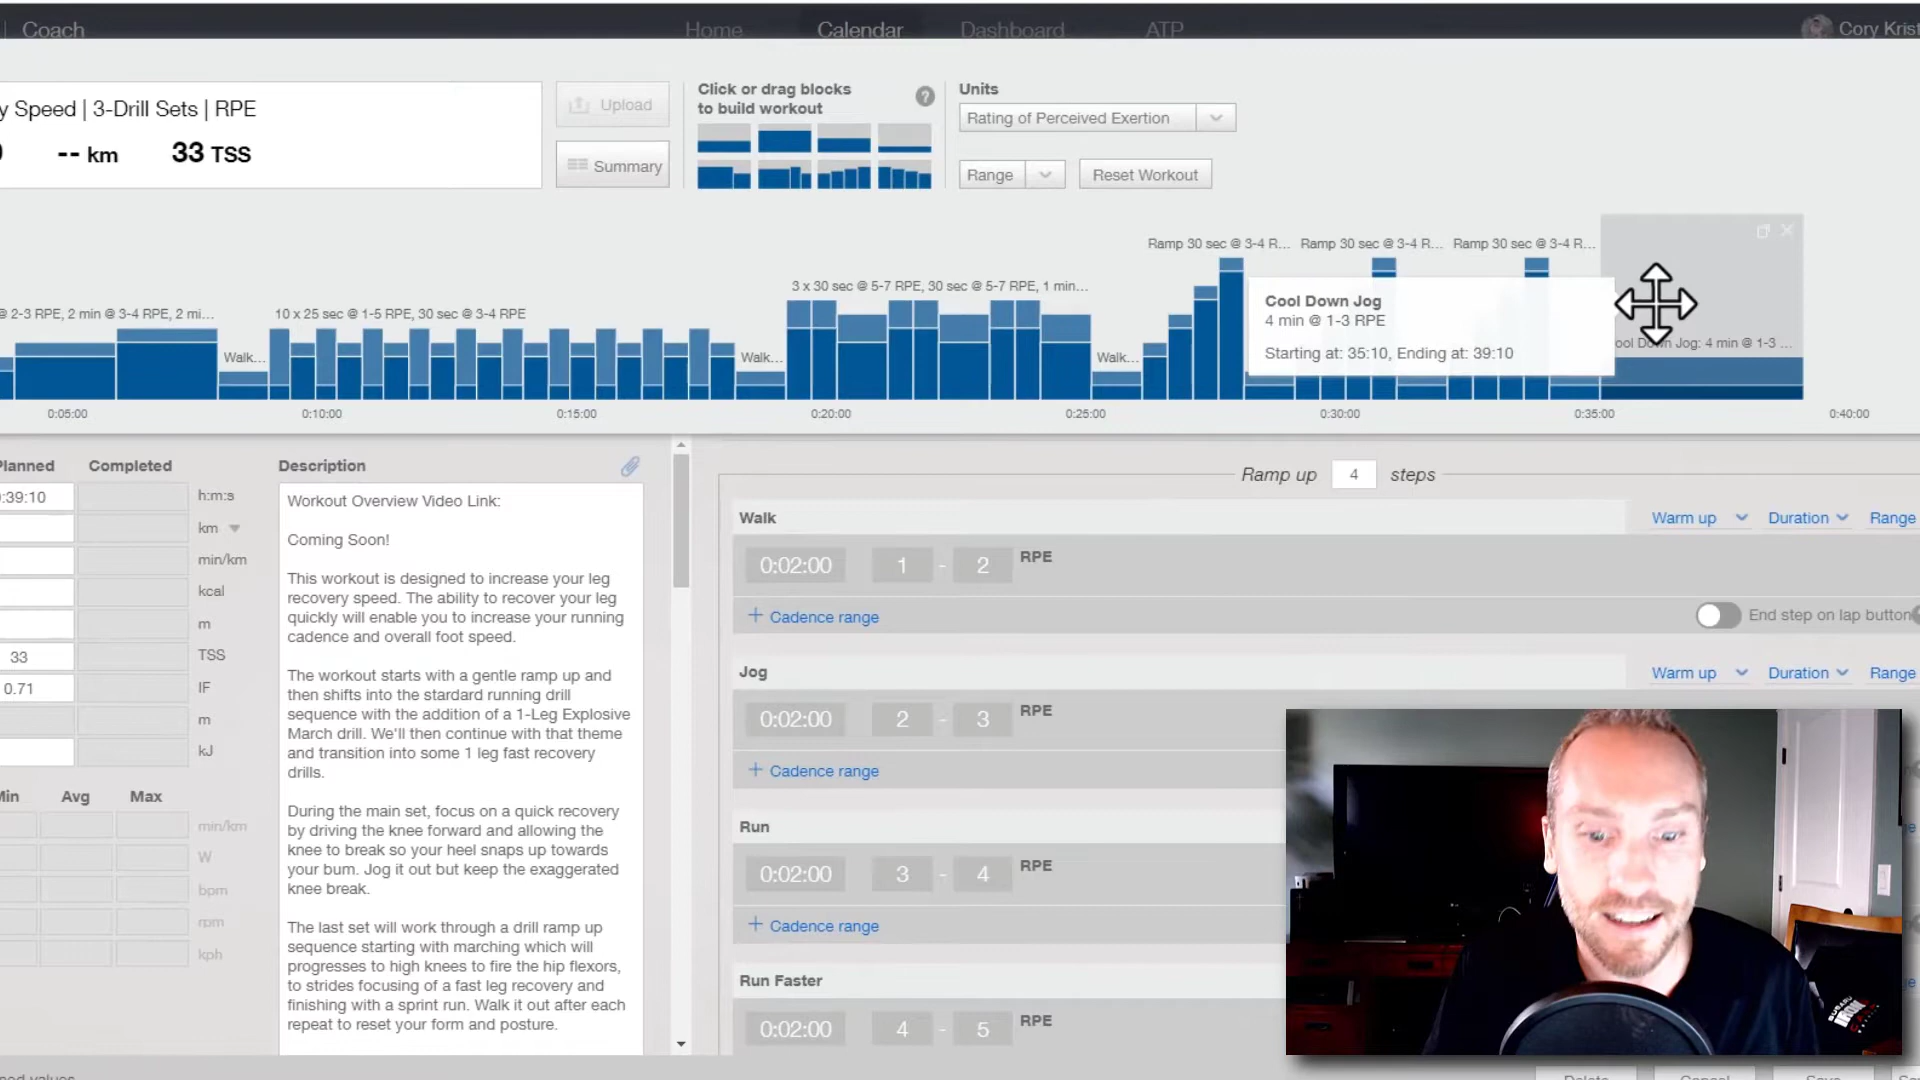 Coach
Home
Calendar
Dashboard
ATP
Cory Krist
y Speed | 3-Drill Sets | RPE
-- km
33 TSS
Upload
Summary
Click or drag blocks
to build workout
?
Units
Rating of Perceived Exertion
Range
Reset Workout
@ 2-3 RPE, 2 min @ 3-4 RPE, 2 mi...
Walk...
10 x 25 sec @ 1-5 RPE, 30 sec @ 3-4 RPE
Walk...
3 x 30 sec @ 5-7 RPE, 30 sec @ 5-7 RPE, 1 min...
Walk...
Ramp 30 sec @ 3-4 R...
Ramp 30 sec @ 3-4 R...
Ramp 30 sec @ 3-4 R...
Cool Down Jog
4 min @ 1-3 RPE
Starting at: 35:10, Ending at: 39:10
ool Down Jog: 4 min @ 1-3 ...
0:05:00
0:10:00
0:15:00
0:20:00
0:25:00
0:30:00
0:35:00
0:40:00
Planned
Completed
:39:10
h:m:s
km
min/km
kcal
m
33
TSS
0.71
IF
m
kJ
Min
Avg
Max
min/km
W
bpm
rpm
kph
Description
Workout Overview Video Link:
Coming Soon!
This workout is designed to increase your leg
recovery speed. The ability to recover your leg
quickly will enable you to increase your running
cadence and overall foot speed.
The workout starts with a gentle ramp up and
then shifts into the stardard running drill
sequence with the addition of a 1-Leg Explosive
March drill. We'll then continue with that theme
and transition into some 1 leg fast recovery
drills.
During the main set, focus on a quick recovery
by driving the knee forward and allowing the
knee to break so your heel snaps up towards
your bum. Jog it out but keep the exaggerated
knee break.
The last set will work through a drill ramp up
sequence starting with marching which will
progresses to high knees to fire the hip flexors,
to strides focusing of a fast leg recovery and
finishing with a sprint run. Walk it out after each
repeat to reset your form and posture.
Ramp up 4 steps
Walk
Warm up
Duration
Range
0:02:00
1 - 2 RPE
+ Cadence range
End step on lap button
Jog
Warm up
Duration
Range
0:02:00
2 - 3 RPE
+ Cadence range
Run
0:02:00
3 - 4 RPE
+ Cadence range
Run Faster
0:02:00
4 - 5 RPE
SUBARU
IRON
Delete
Cancel
Save